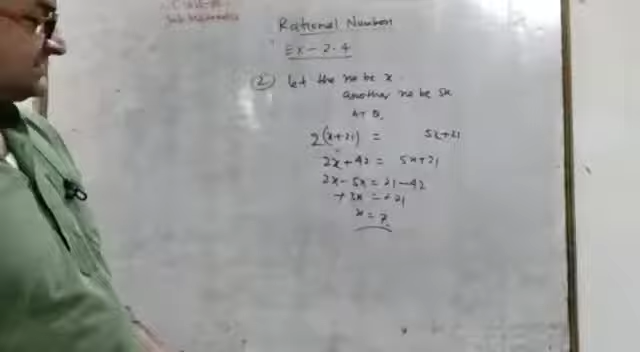 Rational Number
Ex - 2.4
② let the no be x
another no be 5x
ATQ,
2(x+21) = 5x+21
2x+42 = 5x+21
2x-5x = 21-42
+3x = +21
x = 7